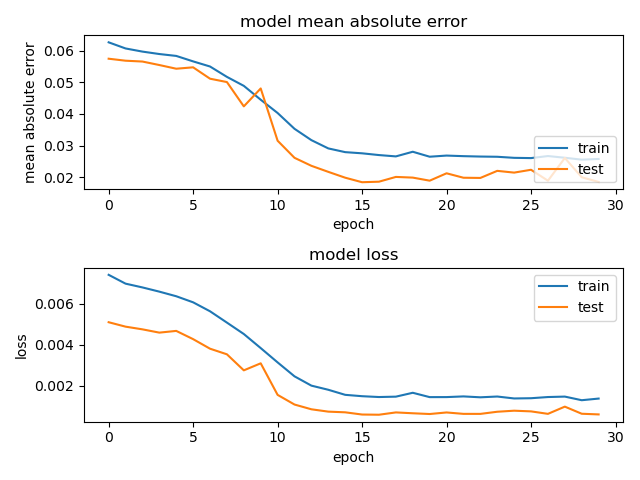 model mean absolute error
mean absolute error
0.06
0.05
0.04
0.03
0.02
train
test
0 5 10 15 20 25 30
epoch
model loss
loss
0.006
0.004
0.002
train
test
0 5 10 15 20 25 30
epoch